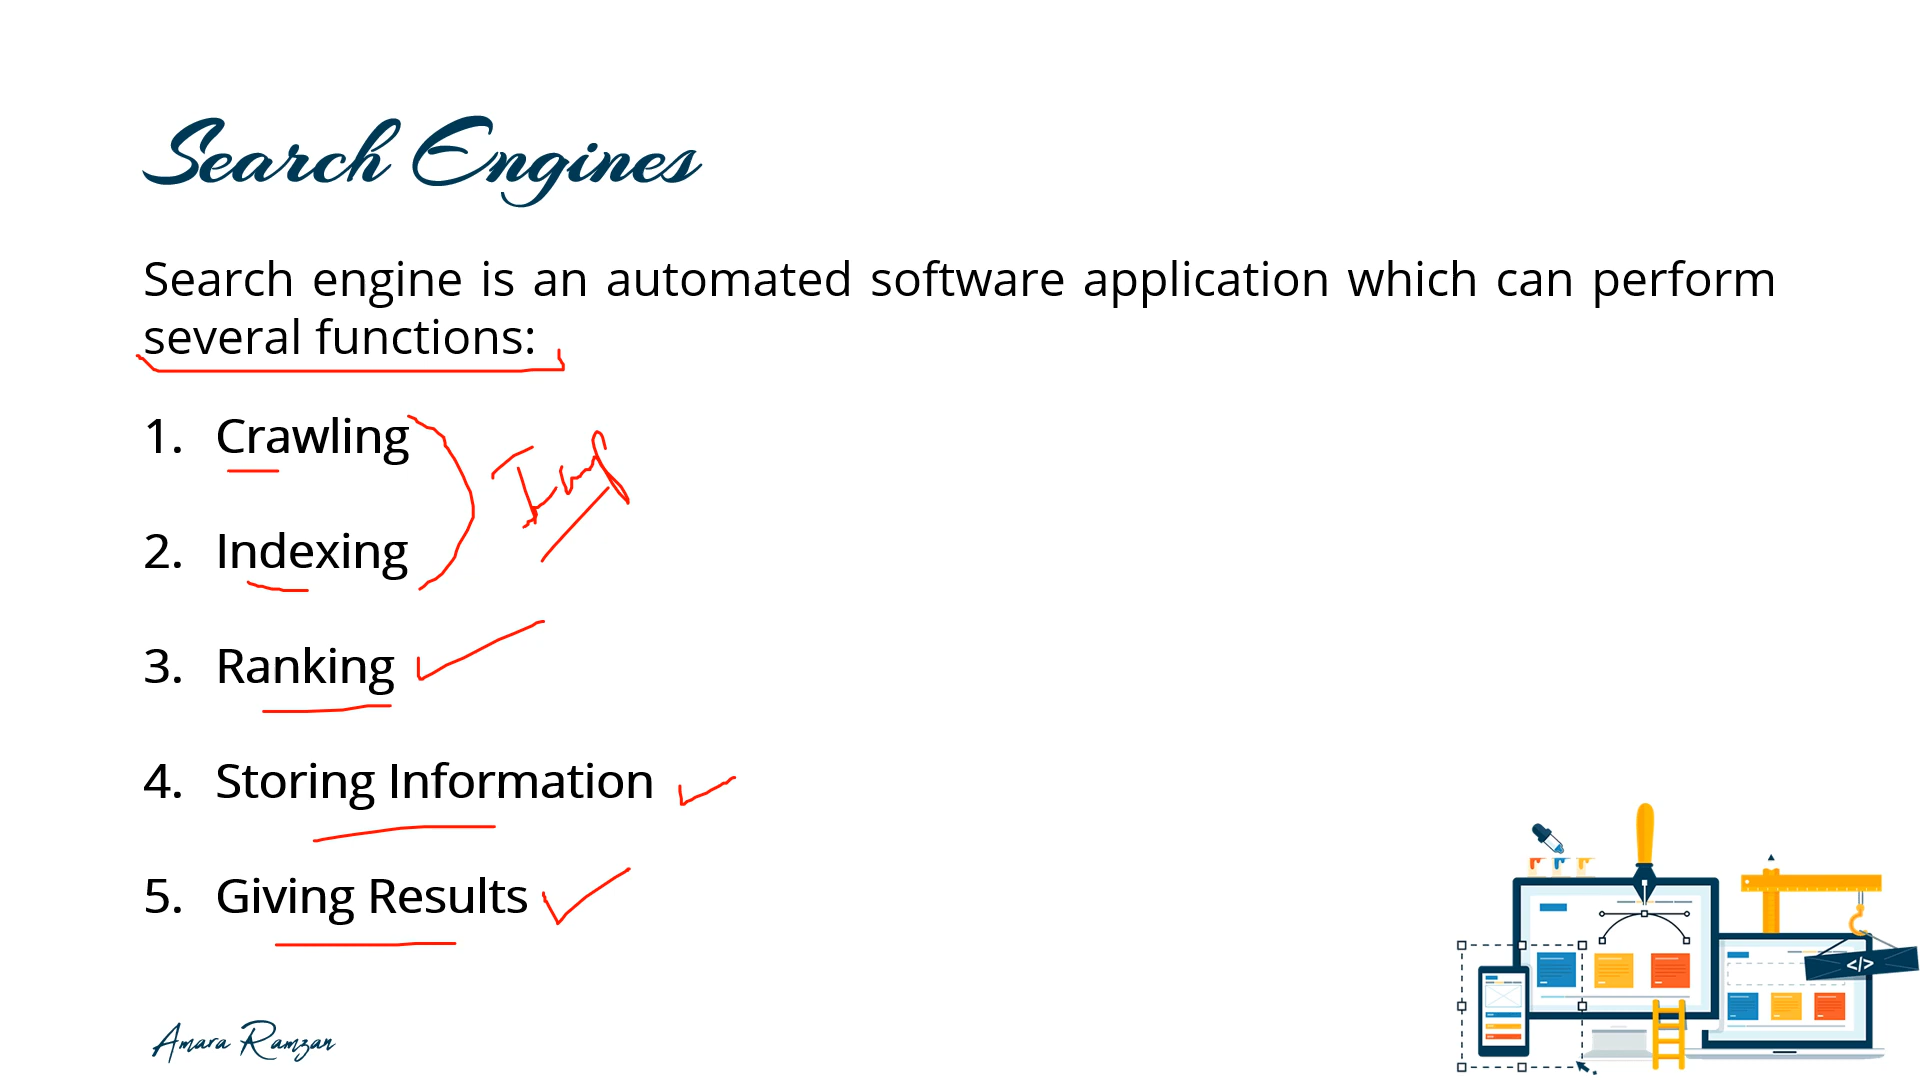 Search Engines
Search engine is an automated software application which can perform
several functions:
1. Crawling
Imp
2. Indexing
3. Ranking
4. Storing Information
5. Giving Results
</>
Amara Ramzan